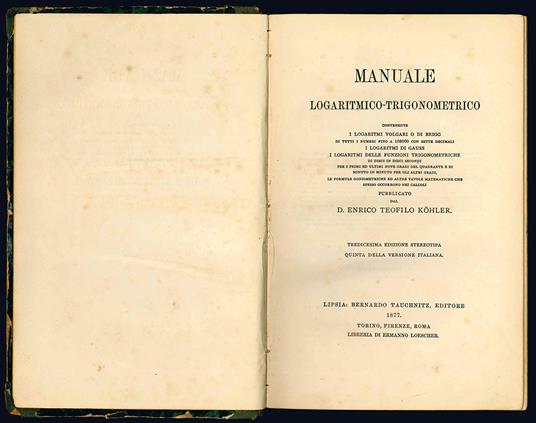 MANUALE
LOGARITMICO-TRIGONOMETRICO
CONTENENTE
I LOGARITMI VOLGARI O DI BRIGG
DI TUTTI I NUMERI FINO A 108000 CON SETTE DECIMALI
I LOGARITMI DI GAUSS
I LOGARITMI DELLE FUNZIONI TRIGONOMETRICHE
DI DIECI IN DIECI SECONDI
PER I PRIMI ED ULTIMI NOVE GRADI DEL QUADRANTE E DI
MINUTO IN MINUTO PER GLI ALTRI GRADI,
LE FORMULE GONIOMETRICHE ED ALTRE TAVOLE MATEMATICHE CHE
SPESSO OCCORRONO NEI CALCOLI
PUBBLICATO
DAL
D. ENRICO TEOFILO KÖHLER.
TREDICESIMA EDIZIONE STEREOTIPA
QUINTA DELLA VERSIONE ITALIANA.
LIPSIA: BERNARDO TAUCHNITZ, EDITORE
1877.
TORINO, FIRENZE, ROMA
LIBRERIA DI ERMANNO LOESCHER.